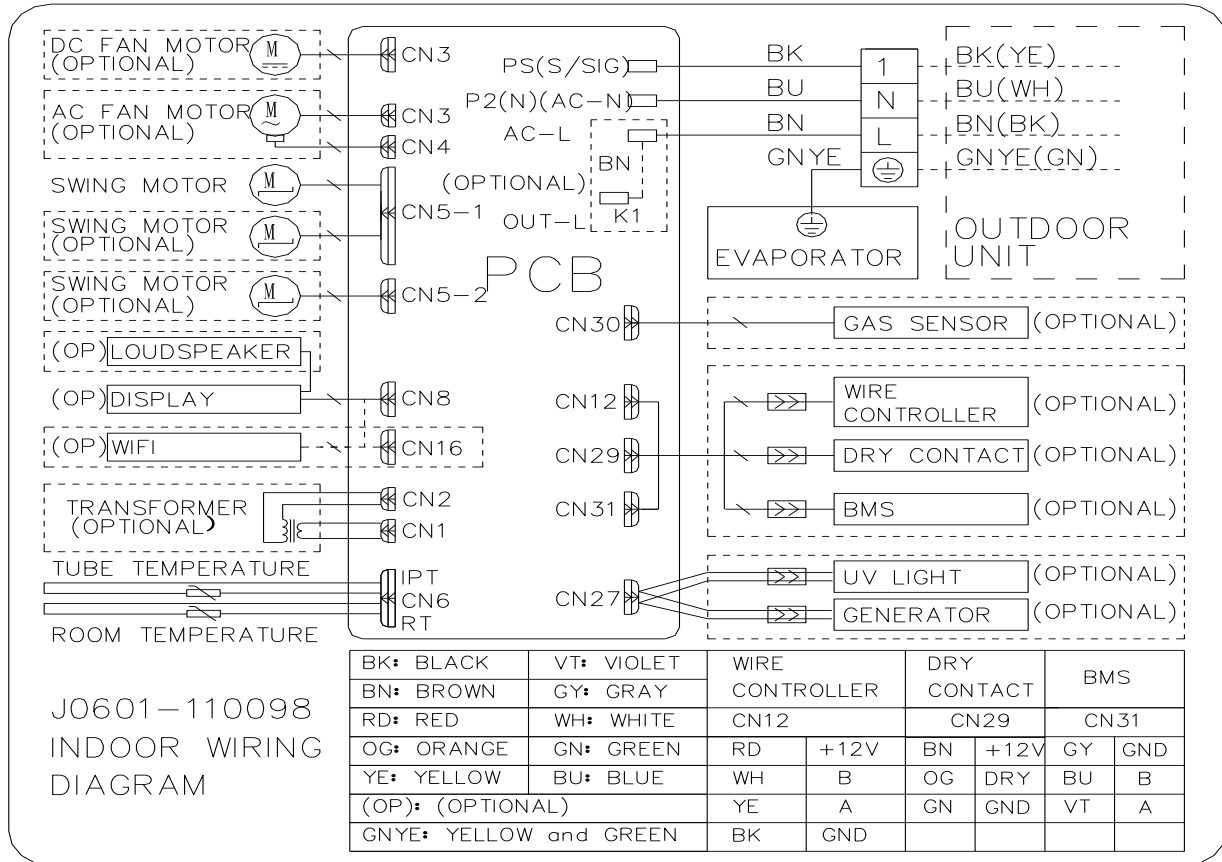 DC FAN MOTOR
(OPTIONAL)
M
CN3
AC FAN MOTOR
(OPTIONAL)
M
~
CN3
CN4
SWING MOTOR
M
SWING MOTOR
(OPTIONAL)
M
CN5-1
SWING MOTOR
(OPTIONAL)
M
CN5-2
(OP) LOUDSPEAKER
(OP) DISPLAY
CN8
(OP) WIFI
CN16
TRANSFORMER
(OPTIONAL)
CN2
CN1
TUBE TEMPERATURE
ROOM TEMPERATURE
IPT
CN6
RT
PCB
PS(S/SIG)
P2(N)(AC-N)
AC-L
BN
(OPTIONAL)
OUT-L
K1
BK
BU
BN
GNYE
1
N
L
BK(YE)
BU(WH)
BN(BK)
GNYE(GN)
EVAPORATOR
OUTDOOR
UNIT
CN30
GAS SENSOR (OPTIONAL)
CN12
CN29
CN31
WIRE
CONTROLLER (OPTIONAL)
DRY CONTACT (OPTIONAL)
BMS (OPTIONAL)
CN27
UV LIGHT (OPTIONAL)
GENERATOR (OPTIONAL)
J0601-110098
INDOOR WIRING
DIAGRAM
BK: BLACK VT: VIOLET
BN: BROWN GY: GRAY
RD: RED WH: WHITE
OG: ORANGE GN: GREEN
YE: YELLOW BU: BLUE
(OP): (OPTIONAL)
GNYE: YELLOW and GREEN
WIRE
CONTROLLER
DRY
CONTACT
BMS
CN12 CN29 CN31
RD +12V BN +12V GY GND
WH B OG DRY BU B
YE A GN GND VT A
BK GND